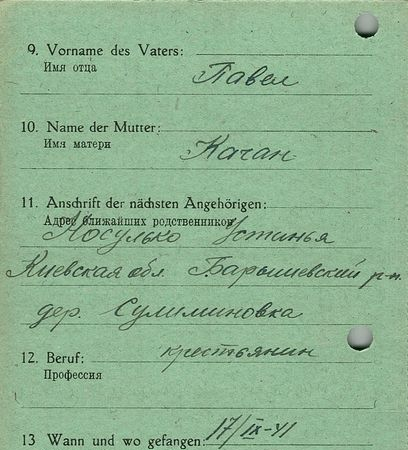 9. Vorname des Vaters:
Имя отца
Павел
10. Name der Mutter:
Имя матери
Качан
11. Anschrift der nächsten Angehörigen:
Адрес ближайших родственников
Носулько Устинья
Киевская обл. Барышевский р-н.
дер. Сулимановка
12. Beruf:
крестьянин
Профессия
13 Wann und wo gefangen:
17/IX-41